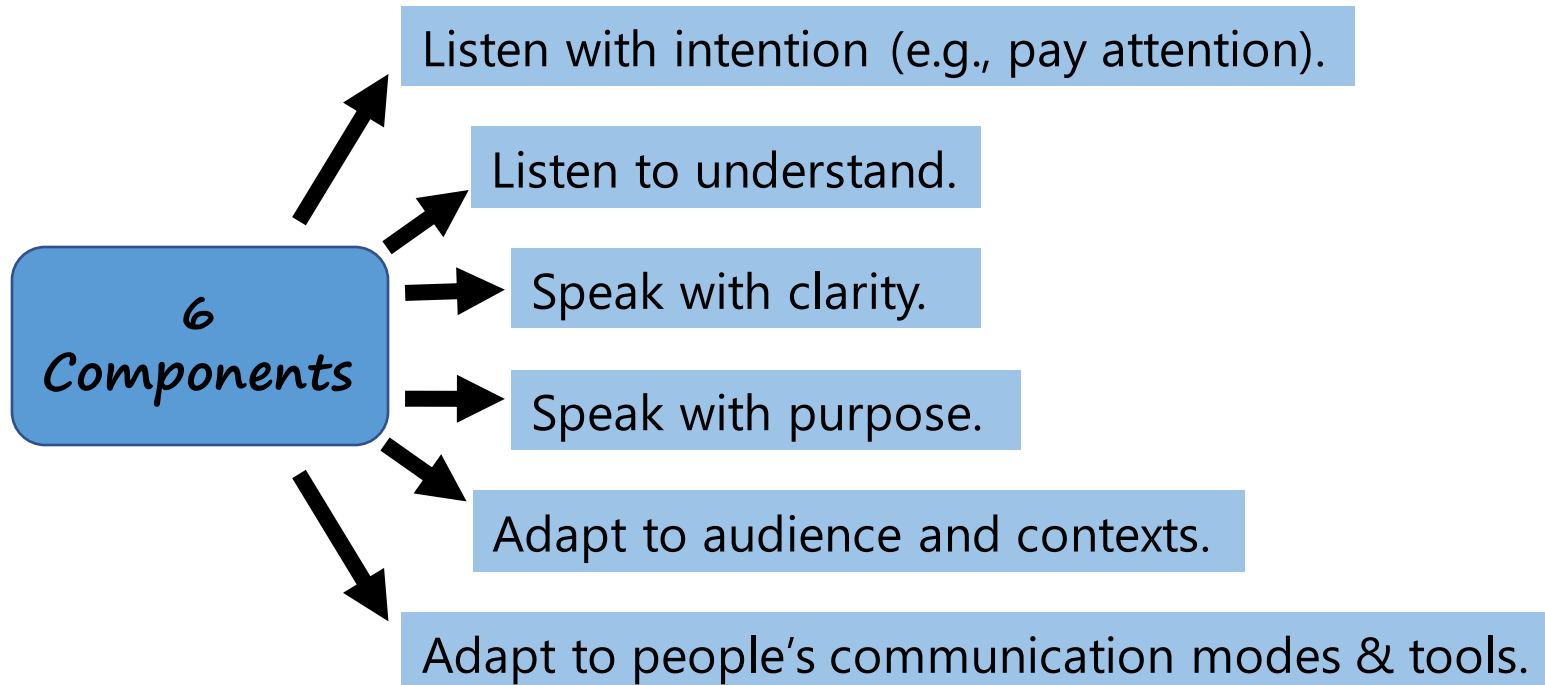 Listen with intention (e.g., pay attention).
Listen to understand.
Speak with clarity.
6
Components
Speak with purpose.
Adapt to audience and contexts.
Adapt to people’s communication modes & tools.